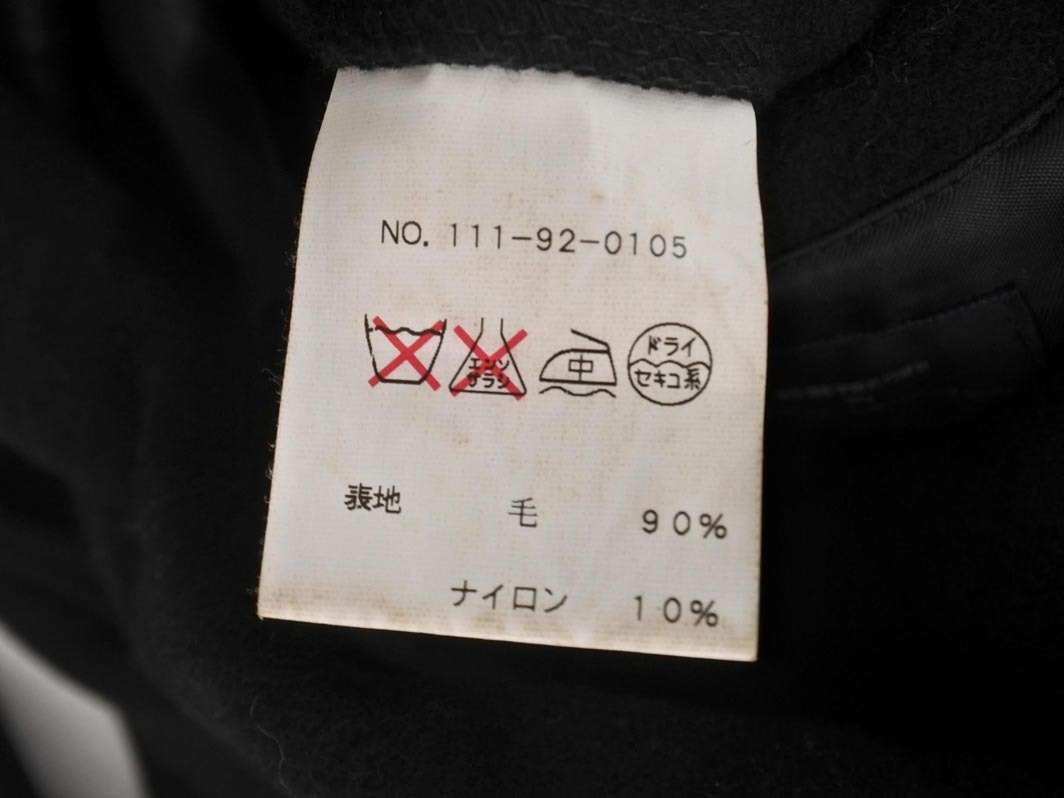 NO. 111-92-0105
エンソ
サラシ
中
ドライ
セキユ系
表地 毛 90%
ナイロン 10%